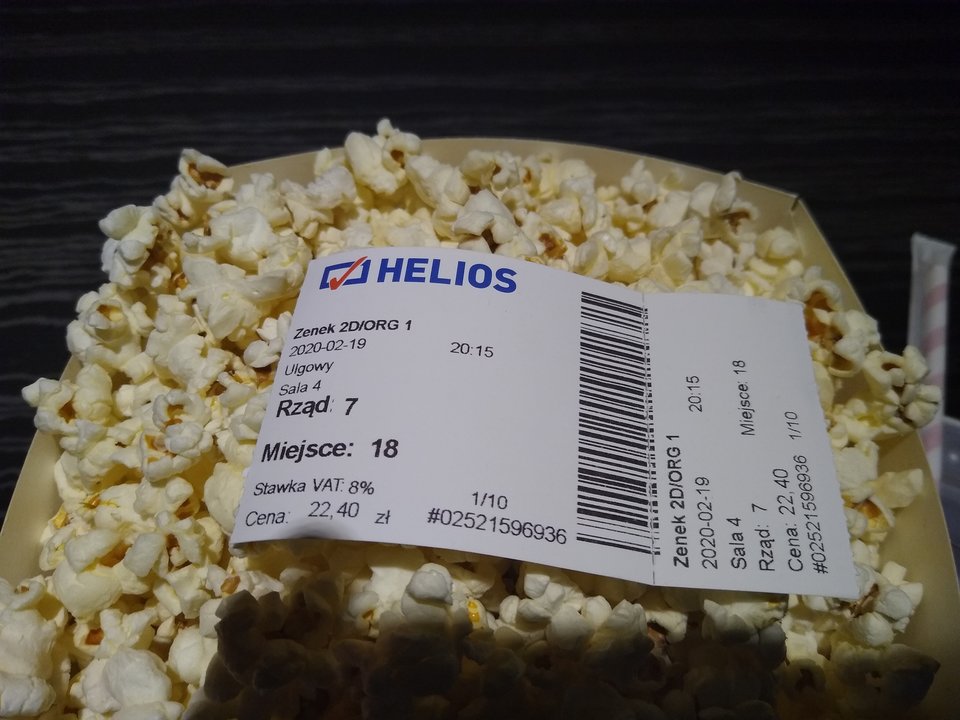 HELIOS
Zenek 2D/ORG 1
2020-02-19 20:15
Ulgowy
Sala 4
Rząd: 7
Miejsce: 18
Stawka VAT: 8%
1/10
Cena: 22,40 zł #02521596936
Zenek 2D/ORG 1
2020-02-19 20:15
Sala 4
Rząd: 7 Miejsce: 18
Cena: 22,40 1/10
#02521596936